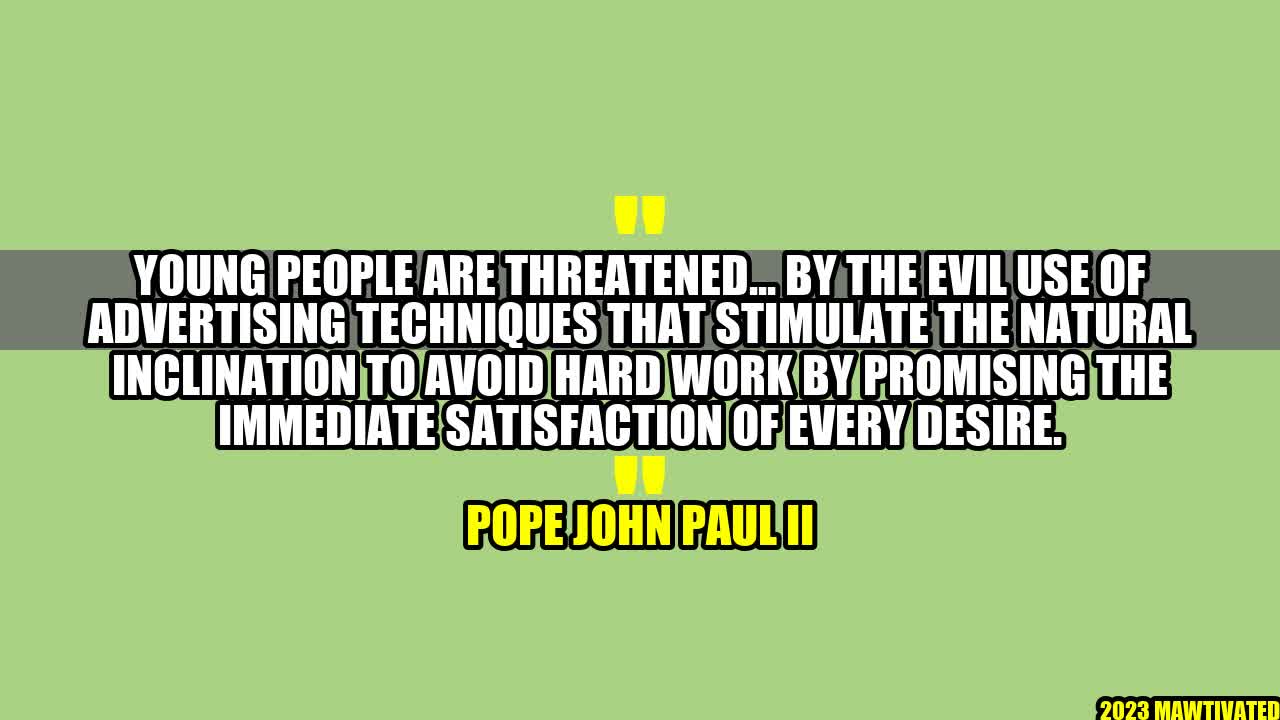 "
YOUNG PEOPLE ARE THREATENED... BY THE EVIL USE OF
ADVERTISING TECHNIQUES THAT STIMULATE THE NATURAL
INCLINATION TO AVOID HARD WORK BY PROMISING THE
IMMEDIATE SATISFACTION OF EVERY DESIRE.
"
POPE JOHN PAUL II
2023 MAWTIVATED